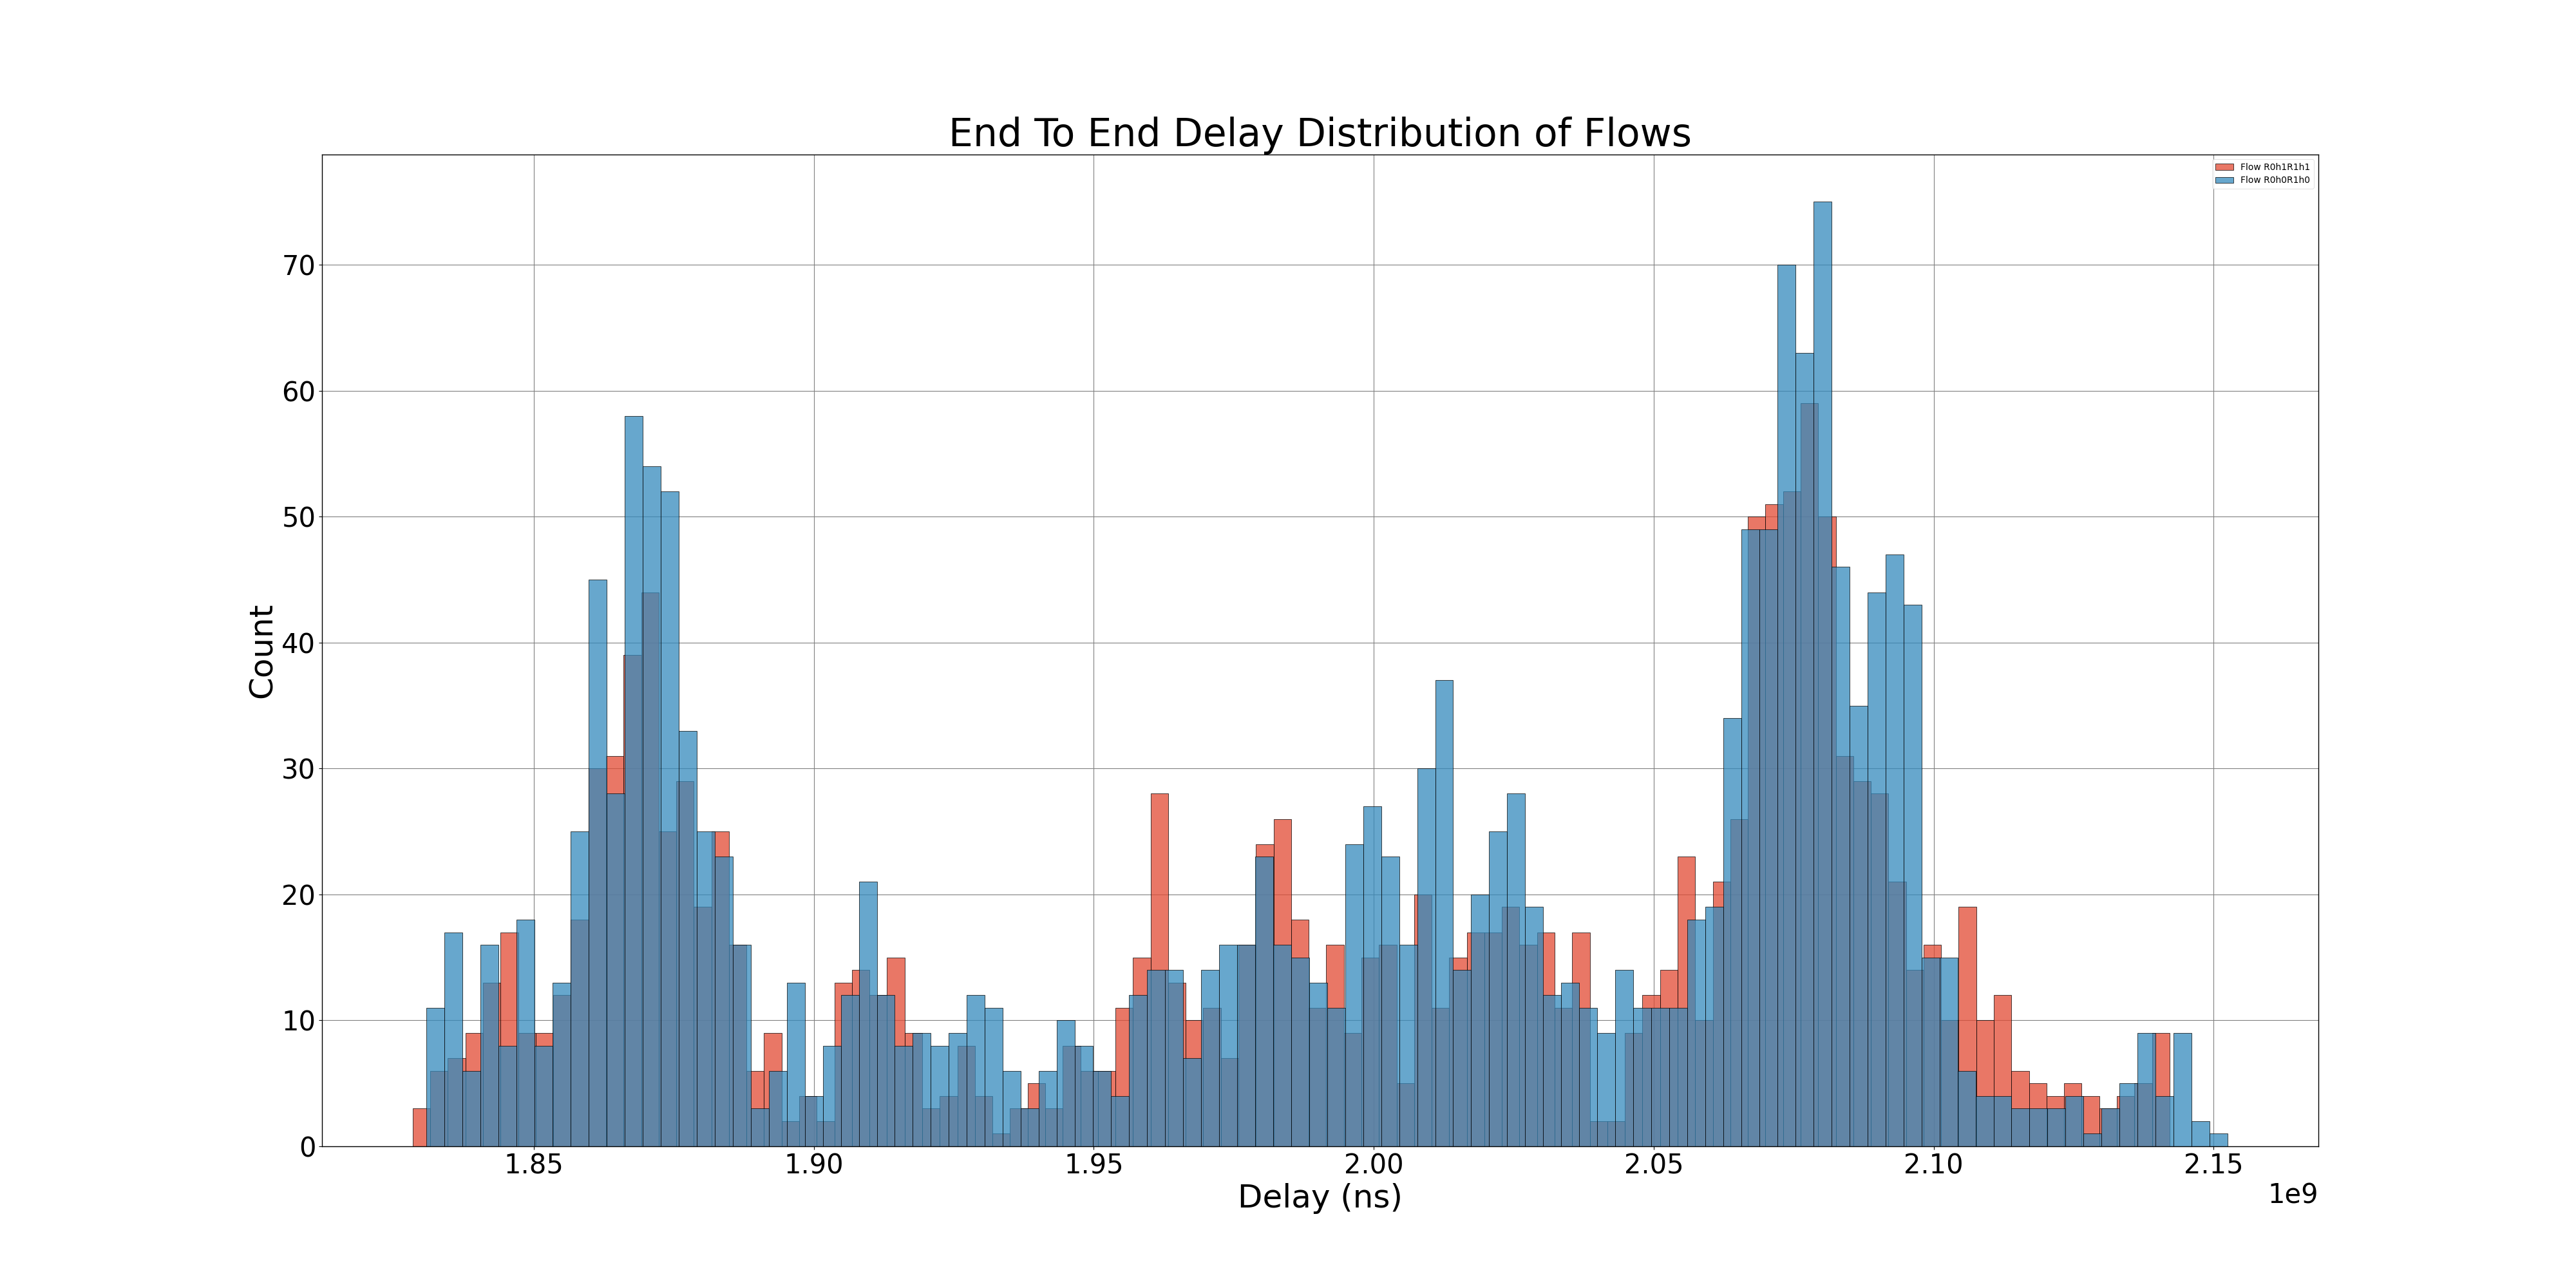 End To End Delay Distribution of Flows
Flow R0h1R1h1
Flow R0h0R1h0
70
60
50
40
30
20
10
0
Count
1.85 1.90 1.95 2.00 2.05 2.10 2.15
Delay (ns)
1e9